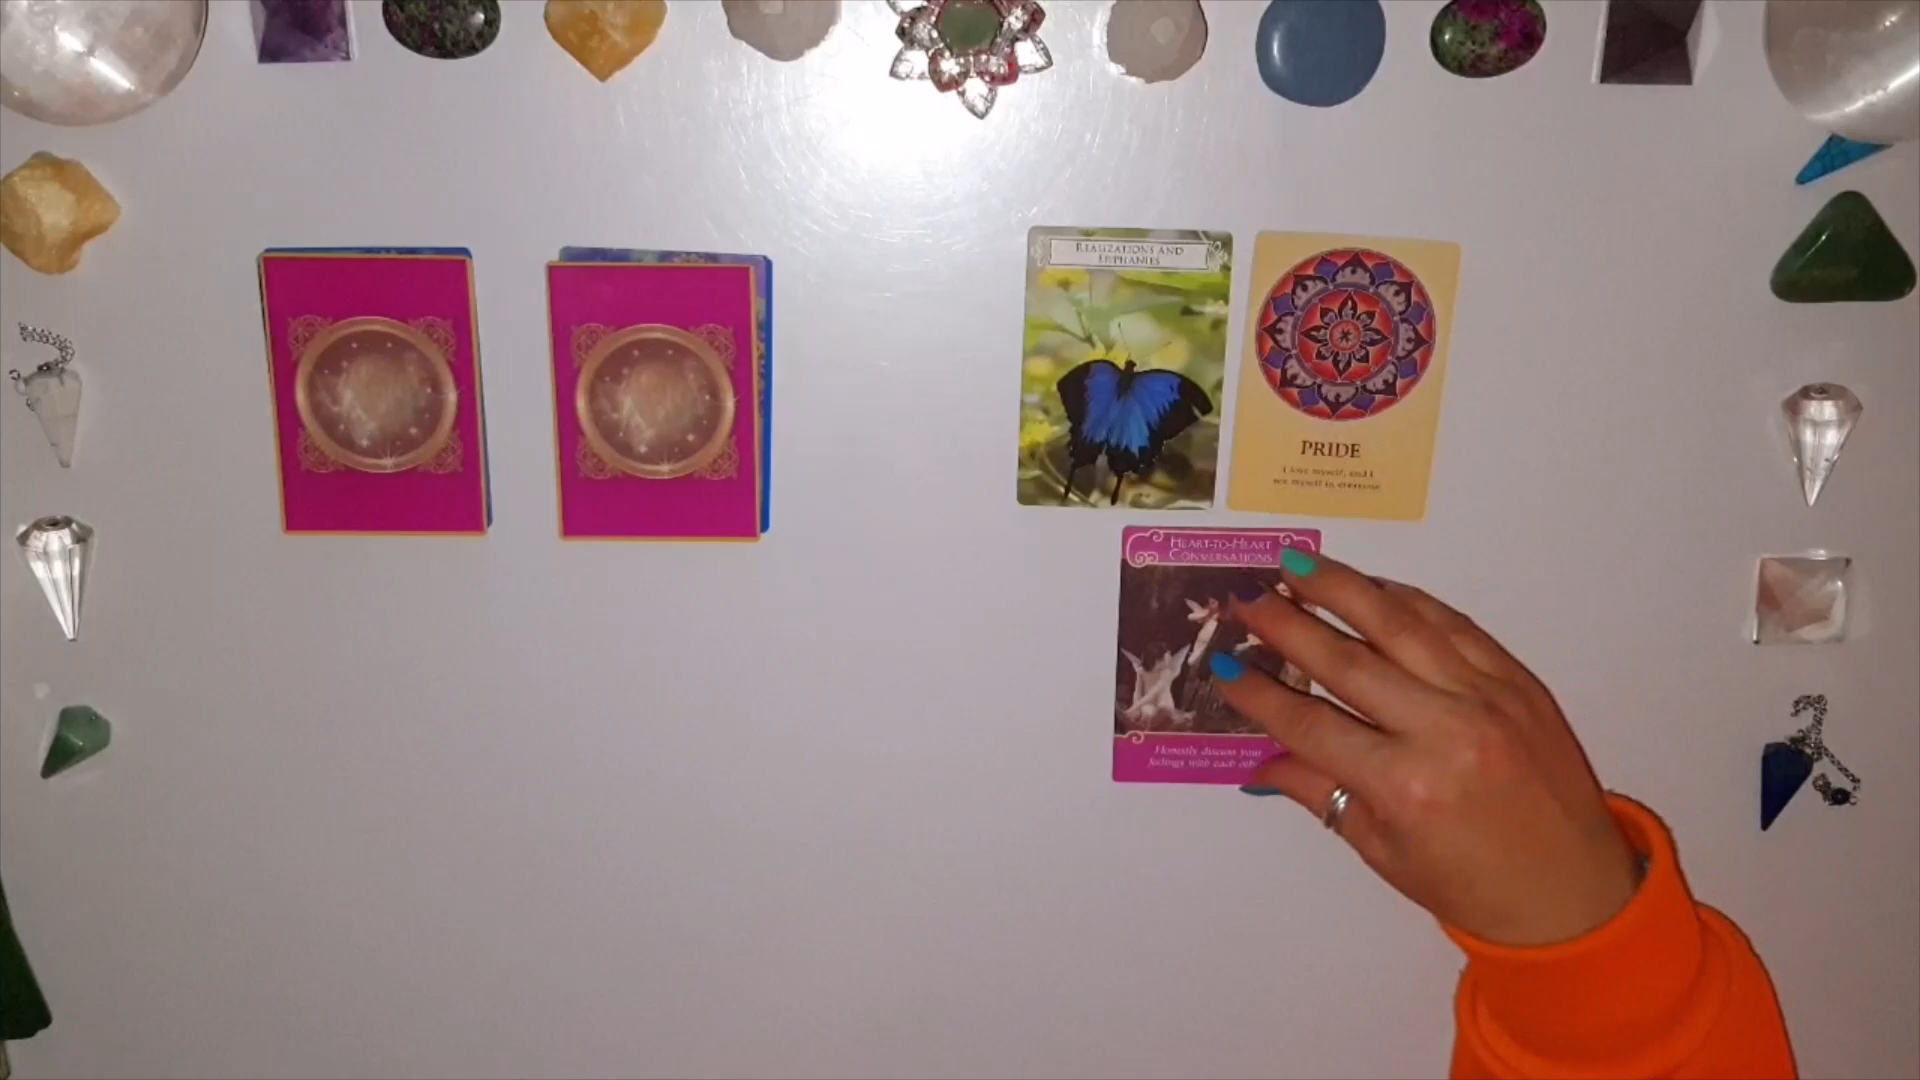 REALIZATIONS AND
EPIPHANIES
PRIDE
I love myself, and I
see myself in everyone.
HEART-TO-HEART
CONVERSATIONS
Honestly discuss your
feelings with each